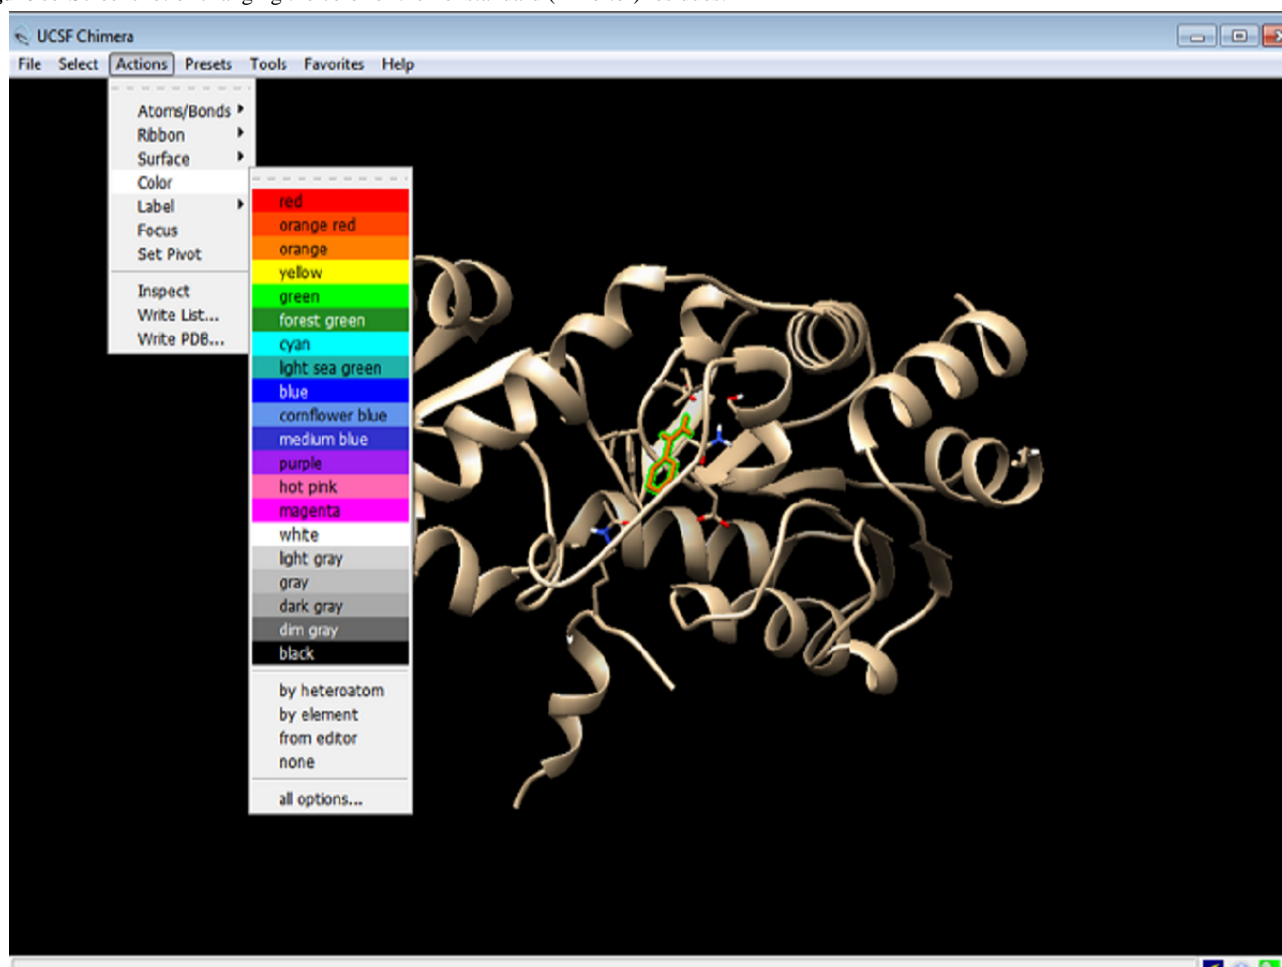 UCSF Chimera
File Select Actions Presets Tools Favorites Help
Atoms/Bonds
Ribbon
Surface
Color
Label
Focus
Set Pivot
Inspect
Write List...
Write PDB...
red
orange red
orange
yellow
green
forest green
cyan
light sea green
blue
cornflower blue
medium blue
purple
hot pink
magenta
white
light gray
gray
dark gray
dim gray
black
by heteroatom
by element
from editor
none
all options...